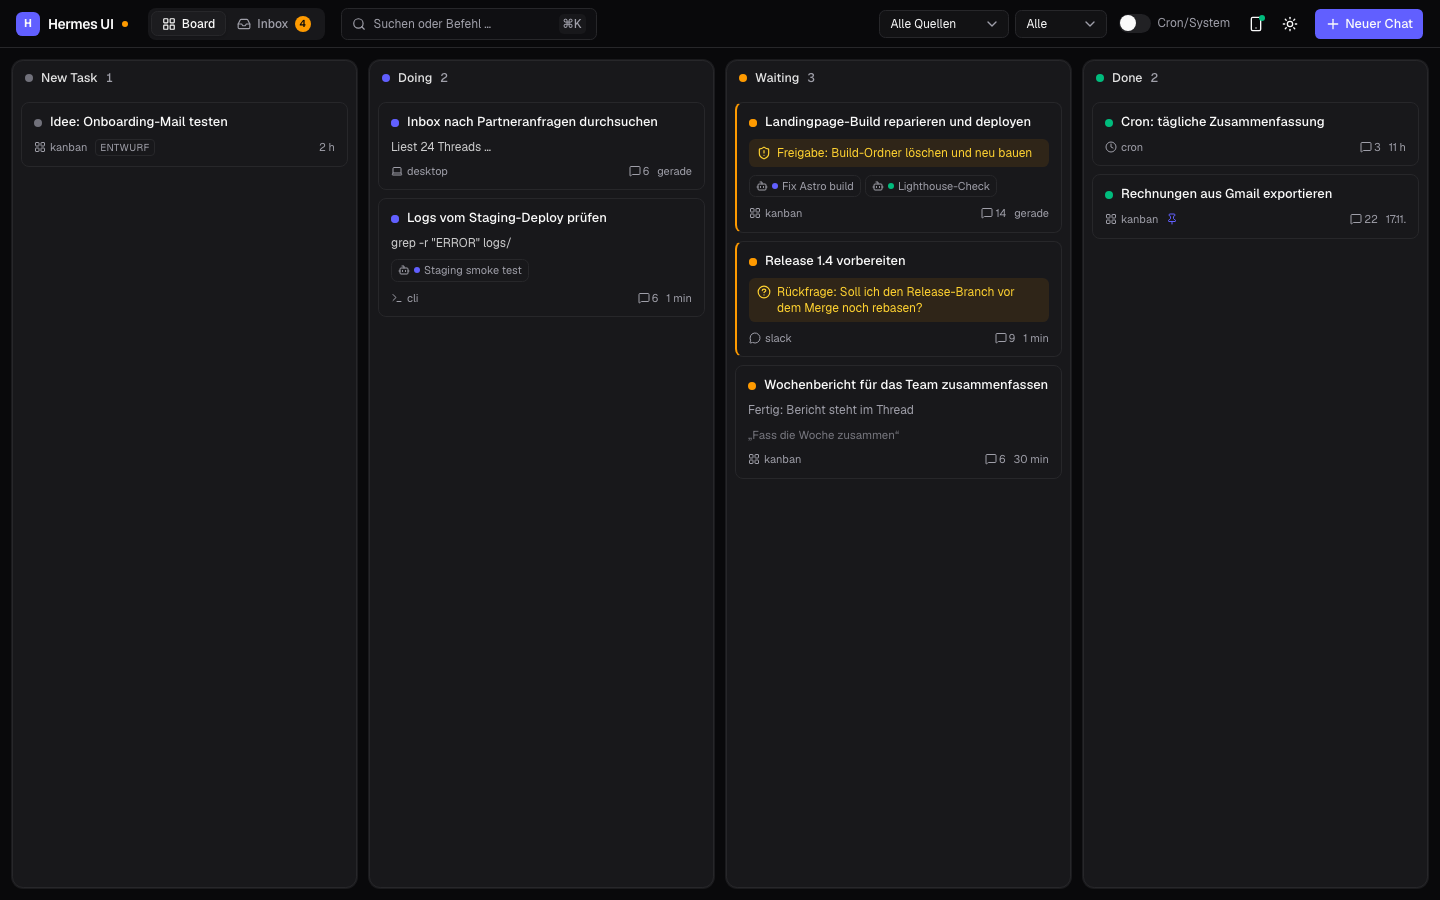 H Hermes UI Board Inbox 4 Suchen oder Befehl … ⌘K Alle Quellen Alle Cron/System Neuer Chat
New Task 1
Idee: Onboarding-Mail testen
kanban ENTWURF 2 h
Doing 2
Inbox nach Partneranfragen durchsuchen
Liest 24 Threads …
desktop 6 gerade
Logs vom Staging-Deploy prüfen
grep -r "ERROR" logs/
Staging smoke test
cli 6 1 min
Waiting 3
Landingpage-Build reparieren und deployen
Freigabe: Build-Ordner löschen und neu bauen
Fix Astro build Lighthouse-Check
kanban 14 gerade
Release 1.4 vorbereiten
Rückfrage: Soll ich den Release-Branch vor
dem Merge noch rebasen?
slack 9 1 min
Wochenbericht für das Team zusammenfassen
Fertig: Bericht steht im Thread
„Fass die Woche zusammen“
kanban 6 30 min
Done 2
Cron: tägliche Zusammenfassung
cron 3 11 h
Rechnungen aus Gmail exportieren
kanban 22 17.11.